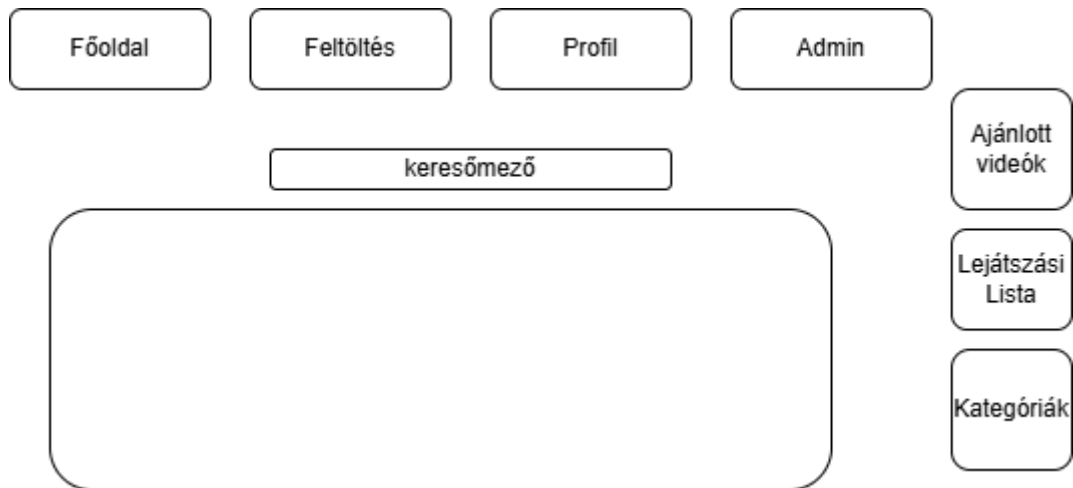 Főoldal
Feltöltés
Profil
Admin
Ajánlott
videók
keresőmező
Lejátszási
Lista
Kategóriák